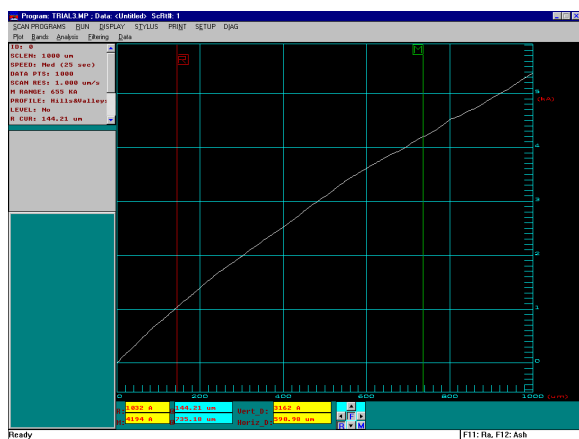 Program: TRIAL3.MP ; Data: <Untitled> ScrI#: 1
SCAN PROGRAMS RUN DISPLAY STYLUS PRINT SETUP DIAG
Plot Bands Analysis Filtering Data
ID: 0
SCLEN: 1000 um
SPEED: Med (25 sec)
DATA PTS: 1000
SCAN RES: 1.000 um/s
M RANGE: 655 KA
PROFILE: Hills&Valley:
LEVEL: No
R CUR: 144.21 um
R
M
5
(KA)
4
3
2
1
0
0 200 400 600 800 1000 (um)
R: 1032 A 144.21 um Vert_D: 3162 A
M: 4194 A 735.18 um Horiz_D: 590.98 um
F
R M
Ready
F11: Ra, F12: Ash